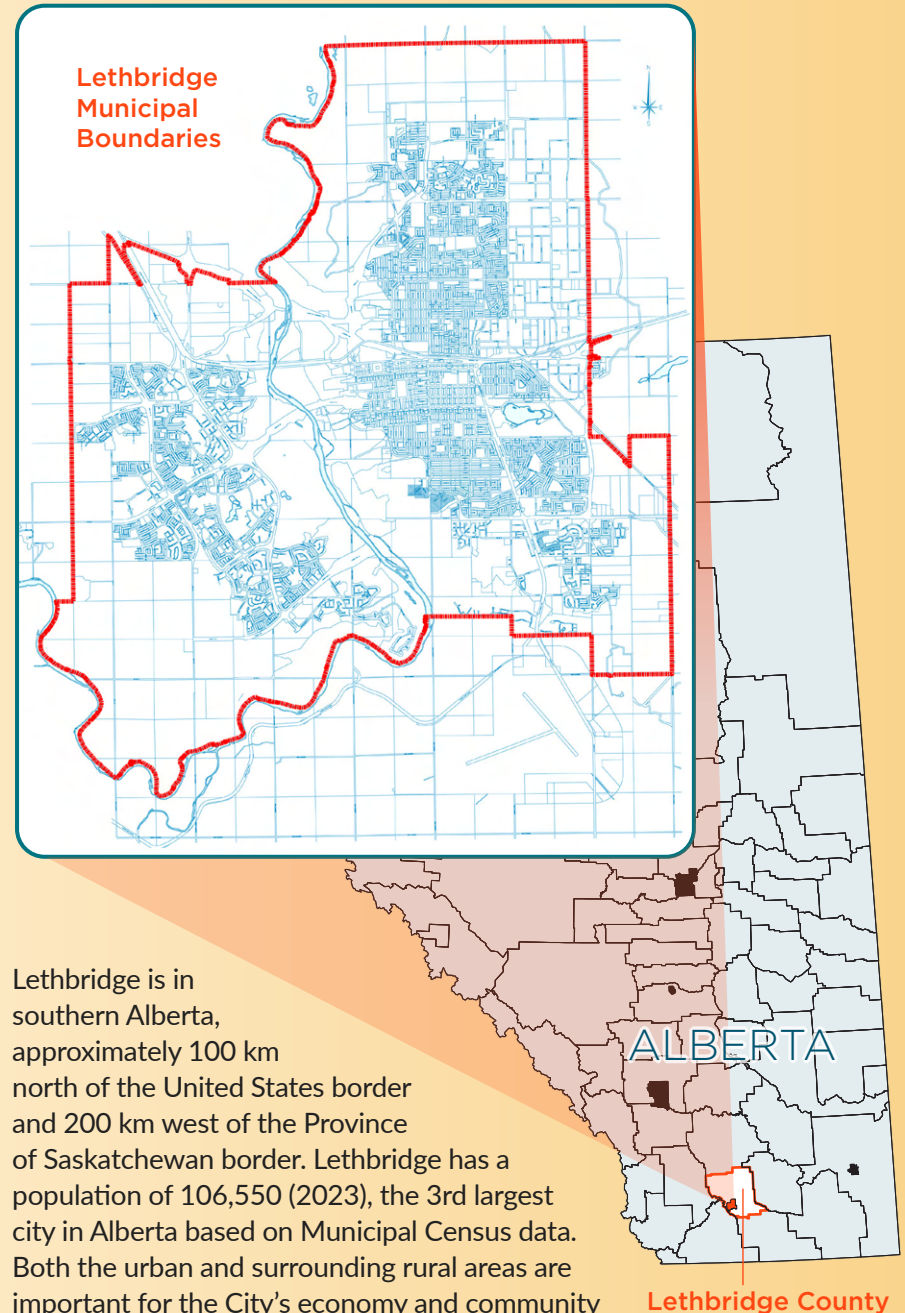 Lethbridge
Municipal
Boundaries
ALBERTA
Lethbridge is in
southern Alberta,
approximately 100 km
north of the United States border
and 200 km west of the Province
of Saskatchewan border. Lethbridge has a
population of 106,550 (2023), the 3rd largest
city in Alberta based on Municipal Census data.
Both the urban and surrounding rural areas are
important for the City's economy and community
Lethbridge County